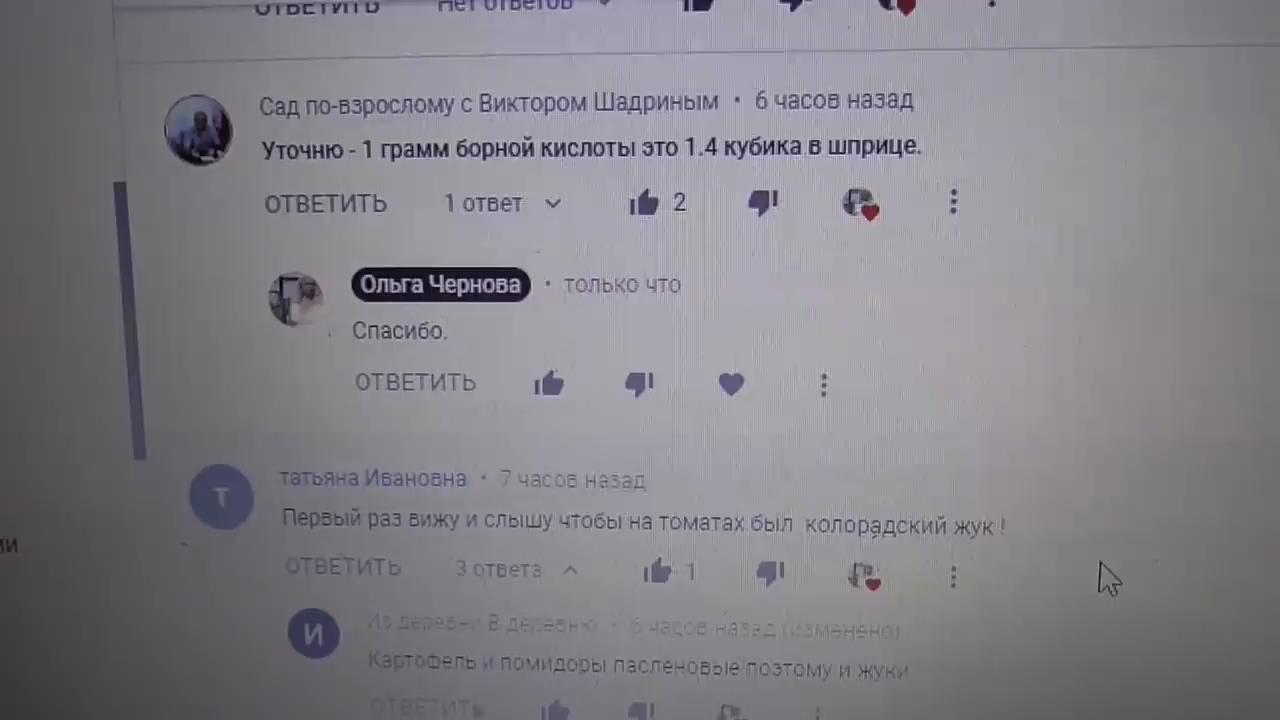 ОТВЕТИТЬ Нет ответов
Сад по-взрослому с Виктором Шадриным • 6 часов назад
Уточню - 1 грамм борной кислоты это 1.4 кубика в шприце.
ОТВЕТИТЬ 1 ответ 2
Ольга Чернова • только что
Спасибо.
ОТВЕТИТЬ
Т
татьяна Ивановна • 7 часов назад
Первый раз вижу и слышу чтобы на томатах был колорадский жук !
ми
ОТВЕТИТЬ 3 ответа 1
И
Из деревни В деревню • 6 часов назад (изменено)
Картофель и помидоры пасленовые поэтому и жуки
ОТВЕТИТЬ